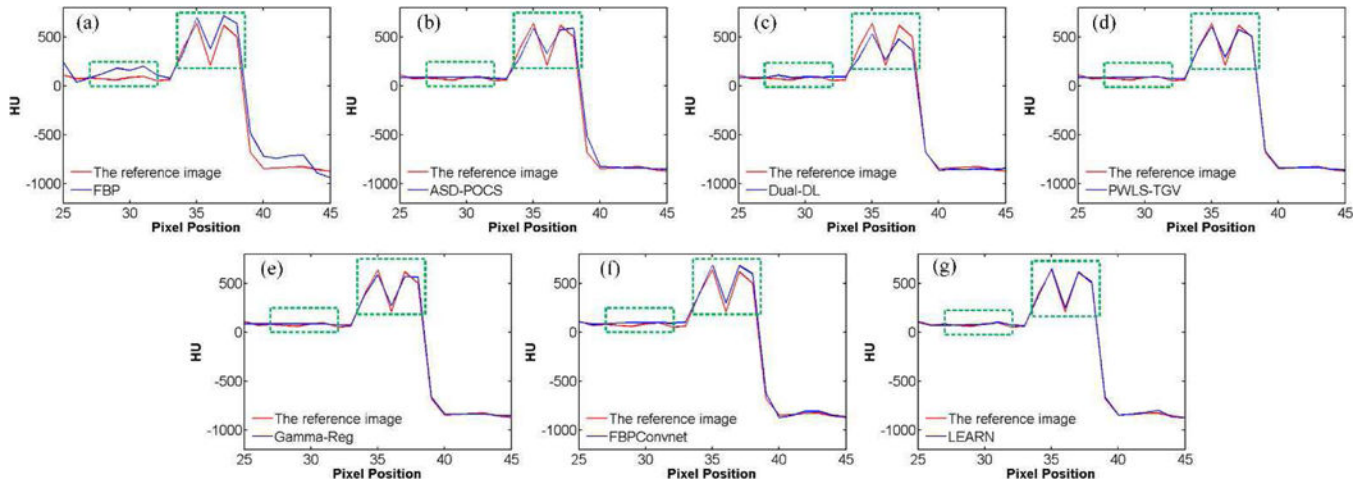 (a)
500
0
-500
-1000
HU
The reference image
FBP
25 30 35 40 45
Pixel Position
(b)
500
0
-500
-1000
HU
The reference image
ASD-POCS
25 30 35 40 45
Pixel Position
(c)
500
0
-500
-1000
HU
The reference image
Dual-DL
25 30 35 40 45
Pixel Position
(d)
500
0
-500
-1000
HU
The reference image
PWLS-TGV
25 30 35 40 45
Pixel Position
(e)
500
0
-500
-1000
HU
The reference image
Gamma-Reg
25 30 35 40 45
Pixel Position
(f)
500
0
-500
-1000
HU
The reference image
FBPConvnet
25 30 35 40 45
Pixel Position
(g)
500
0
-500
-1000
HU
The reference image
LEARN
25 30 35 40 45
Pixel Position